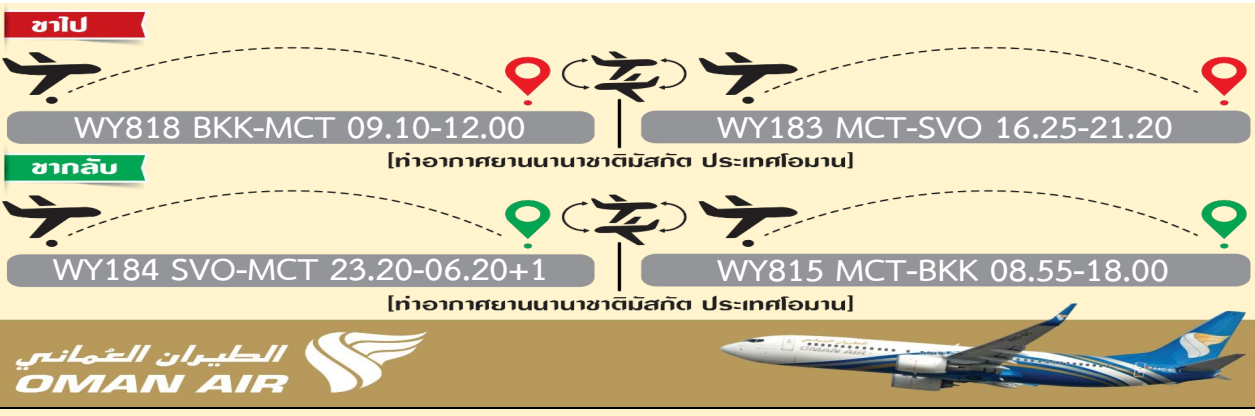 ขาไป
WY818 BKK-MCT 09.10-12.00
WY183 MCT-SVO 16.25-21.20
[ท่าอากาศยานนานาชาติมัสกัต ประเทศโอมาน]
ขากลับ
WY184 SVO-MCT 23.20-06.20+1
WY815 MCT-BKK 08.55-18.00
[ท่าอากาศยานนานาชาติมัสกัต ประเทศโอมาน]
الطيران العُماني
OMAN AIR
OMAN AIR